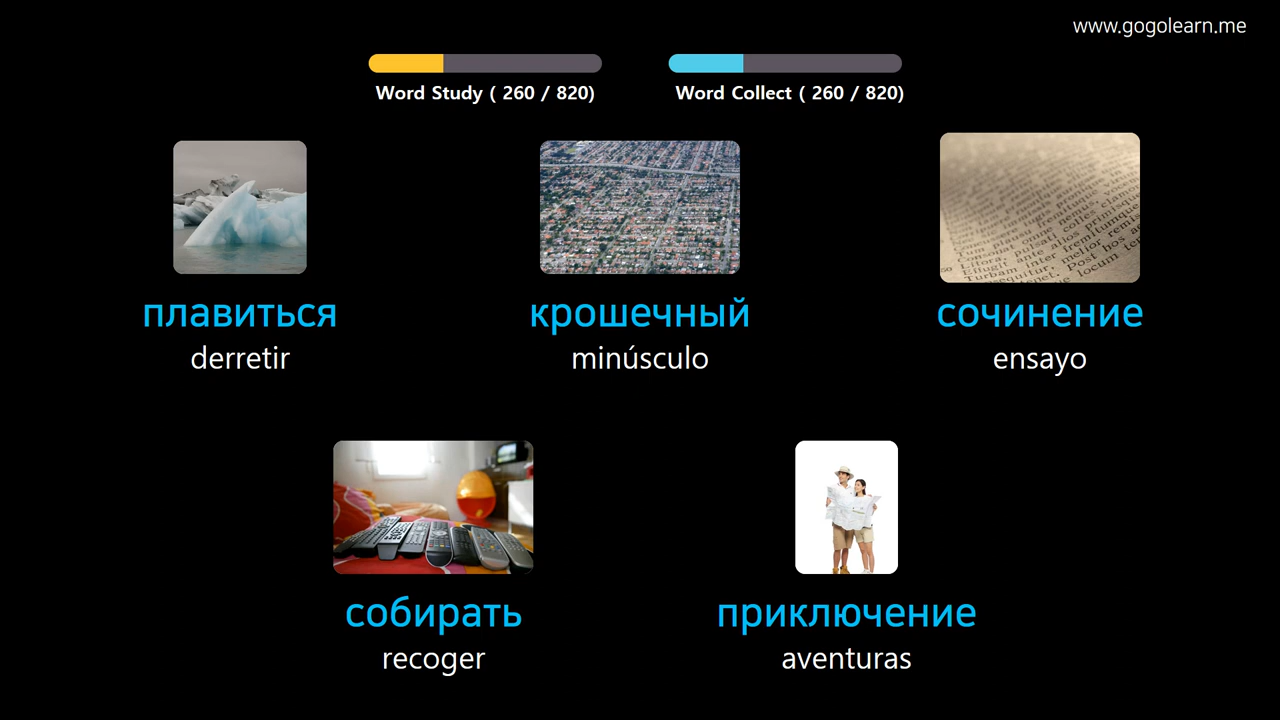 www.gogolearn.me
Word Study ( 260 / 820)
Word Collect ( 260 / 820)
плавиться
derretir
крошечный
minúsculo
сочинение
ensayo
собирать
recoger
приключение
aventuras